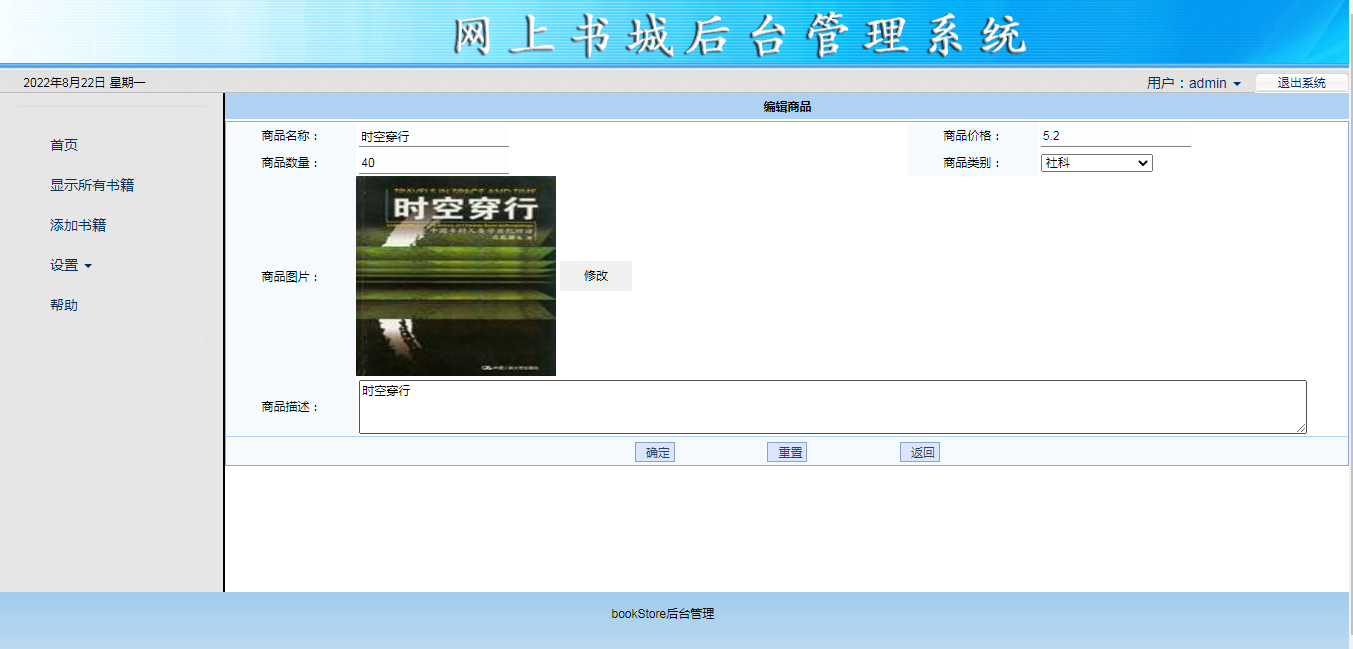 网上书城后台管理系统
2022年8月22日 星期一
用户：admin
退出系统
首页
显示所有书籍
添加书籍
设置
帮助
编辑商品
商品名称： 时空穿行 商品价格： 5.2
商品数量： 40 商品类别： 社科
商品图片：
TRAVELS IN SPACE AND TIME
时空穿行
修改
商品描述： 时空穿行
确定 重置 返回
bookStore后台管理